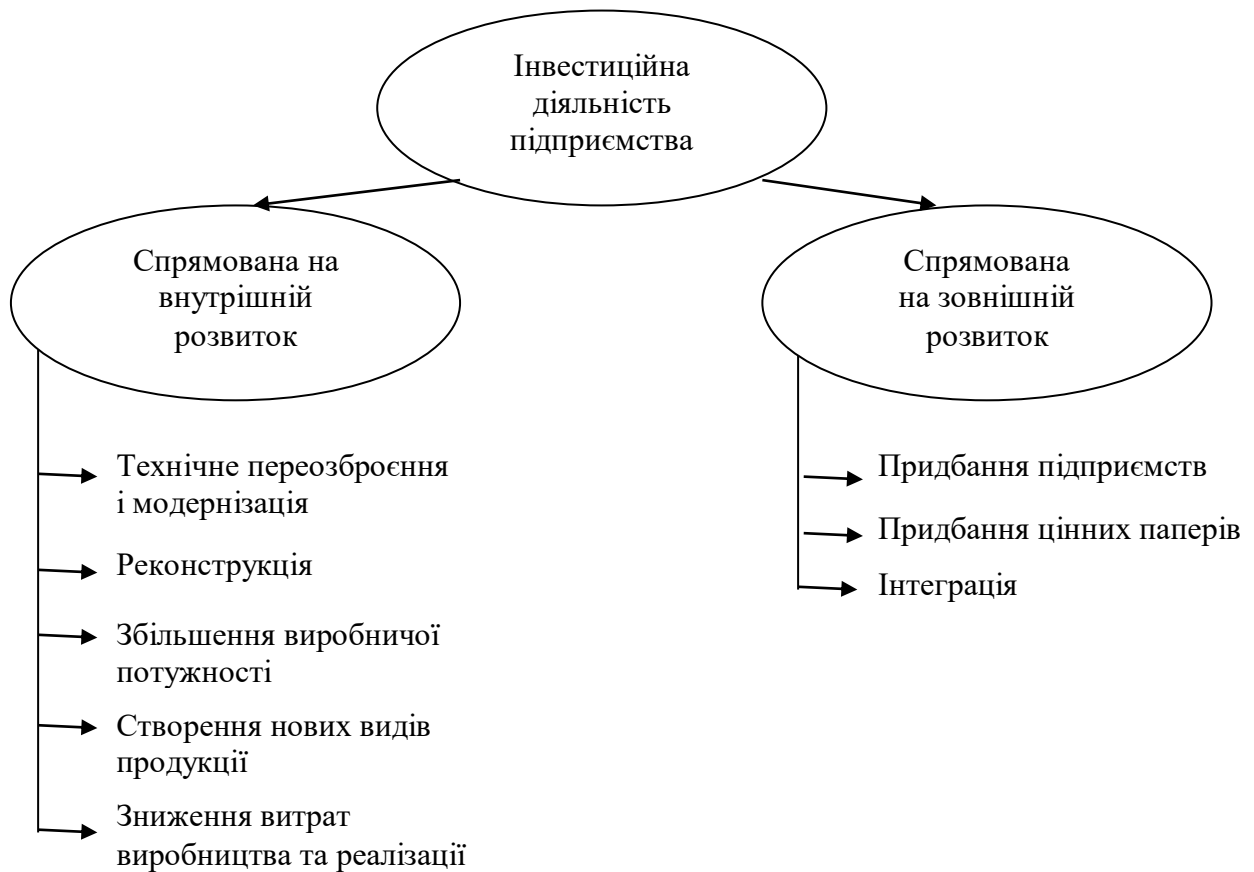 Інвестиційна
діяльність
підприємства
Спрямована на
внутрішній
розвиток
Спрямована
на зовнішній
розвиток
Технічне переозброєння
і модернізація
Реконструкція
Збільшення виробничої
потужності
Створення нових видів
продукції
Зниження витрат
виробництва та реалізації
Придбання підприємств
Придбання цінних паперів
Інтеграція